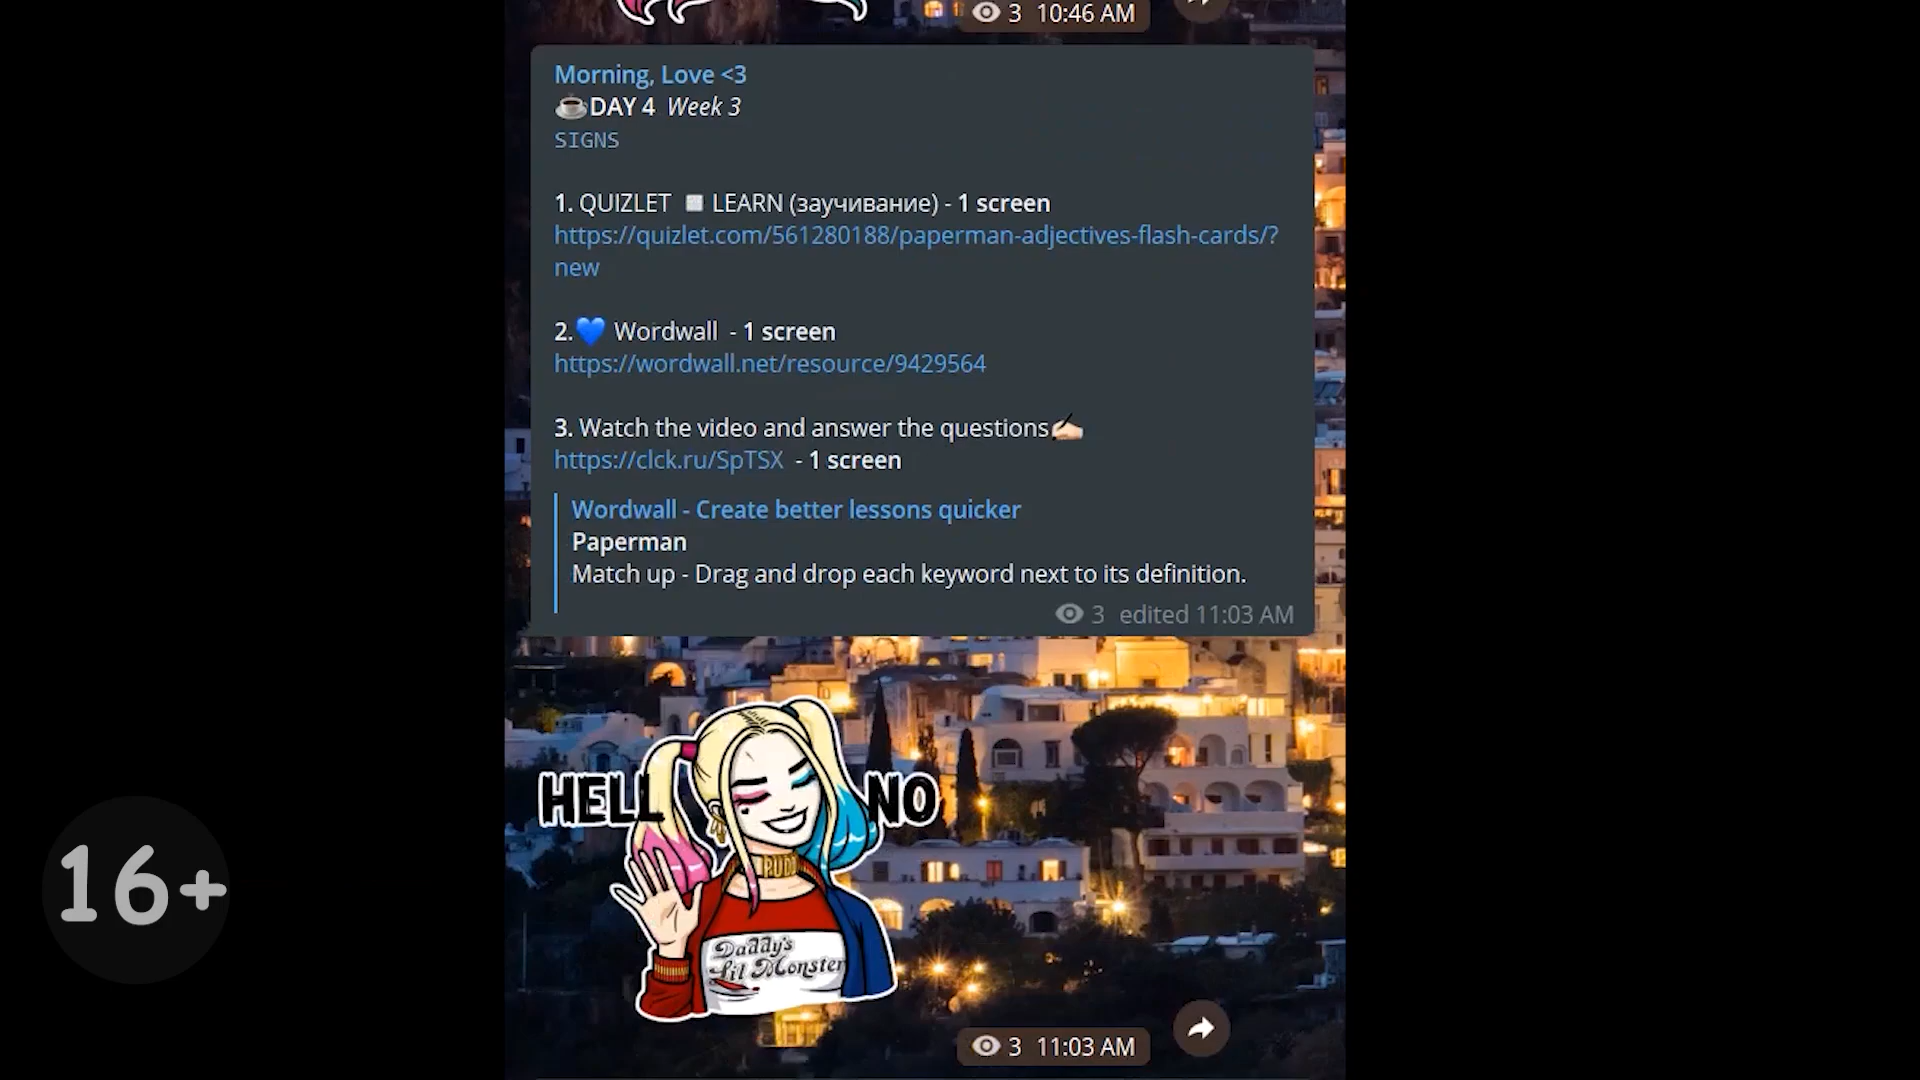 3 10:46 AM
Morning, Love <3
☕DAY 4 Week 3
SIGNS
1. QUIZLET ◽ LEARN (заучивание) - 1 screen
https://quizlet.com/561280188/paperman-adjectives-flash-cards/?
new
2.💙 Wordwall - 1 screen
https://wordwall.net/resource/9429564
3. Watch the video and answer the questions✍🏻
https://clck.ru/SpTSX - 1 screen
Wordwall - Create better lessons quicker
Paperman
Match up - Drag and drop each keyword next to its definition.
3 edited 11:03 AM
HELL NO
PUDD
Daddy's
Lil Monster
16+
3 11:03 AM